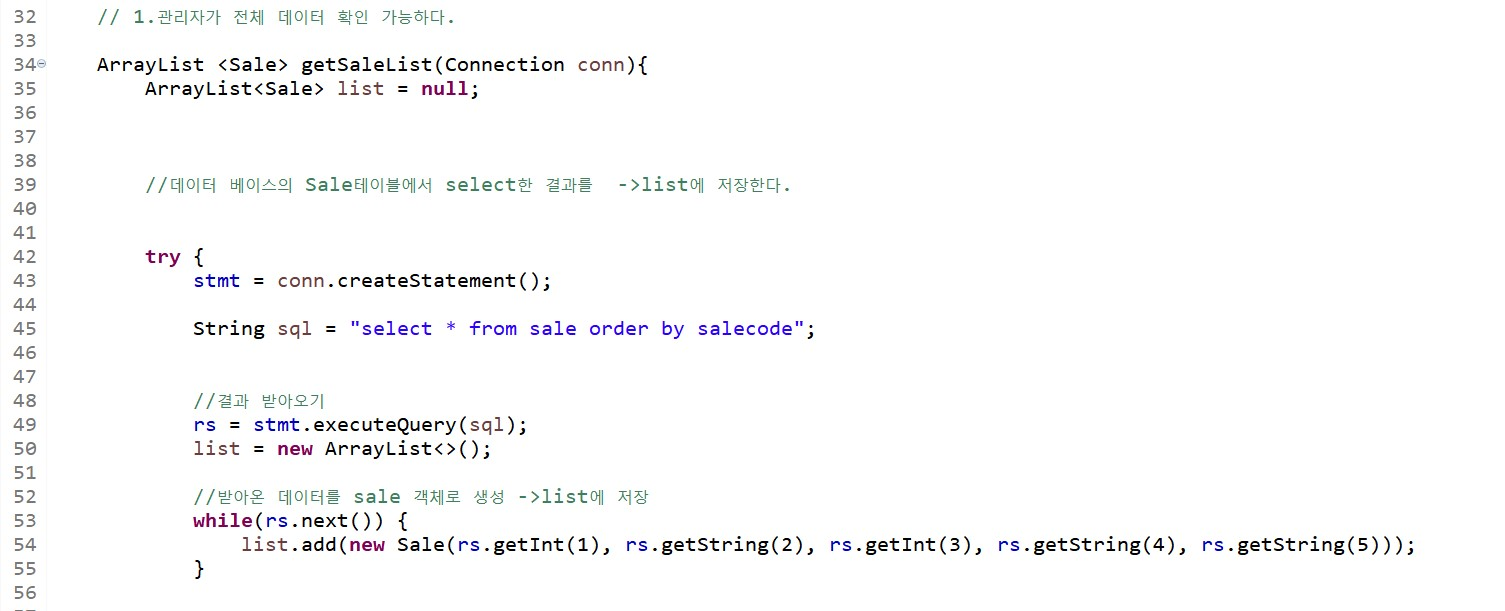 32 // 1.관리자가 전체 데이터 확인 가능하다.
33
34 ArrayList <Sale> getSaleList(Connection conn){
35 ArrayList<Sale> list = null;
36
37
38
39 //데이터 베이스의 Sale테이블에서 select한 결과를  ->list에 저장한다.
40
41
42 try {
43 stmt = conn.createStatement();
44
45 String sql = "select * from sale order by salecode";
46
47
48 //결과 받아오기
49 rs = stmt.executeQuery(sql);
50 list = new ArrayList<>();
51
52 //받아온 데이터를 sale 객체로 생성 ->list에 저장
53 while(rs.next()) {
54 list.add(new Sale(rs.getInt(1), rs.getString(2), rs.getInt(3), rs.getString(4), rs.getString(5)));
55 }
56